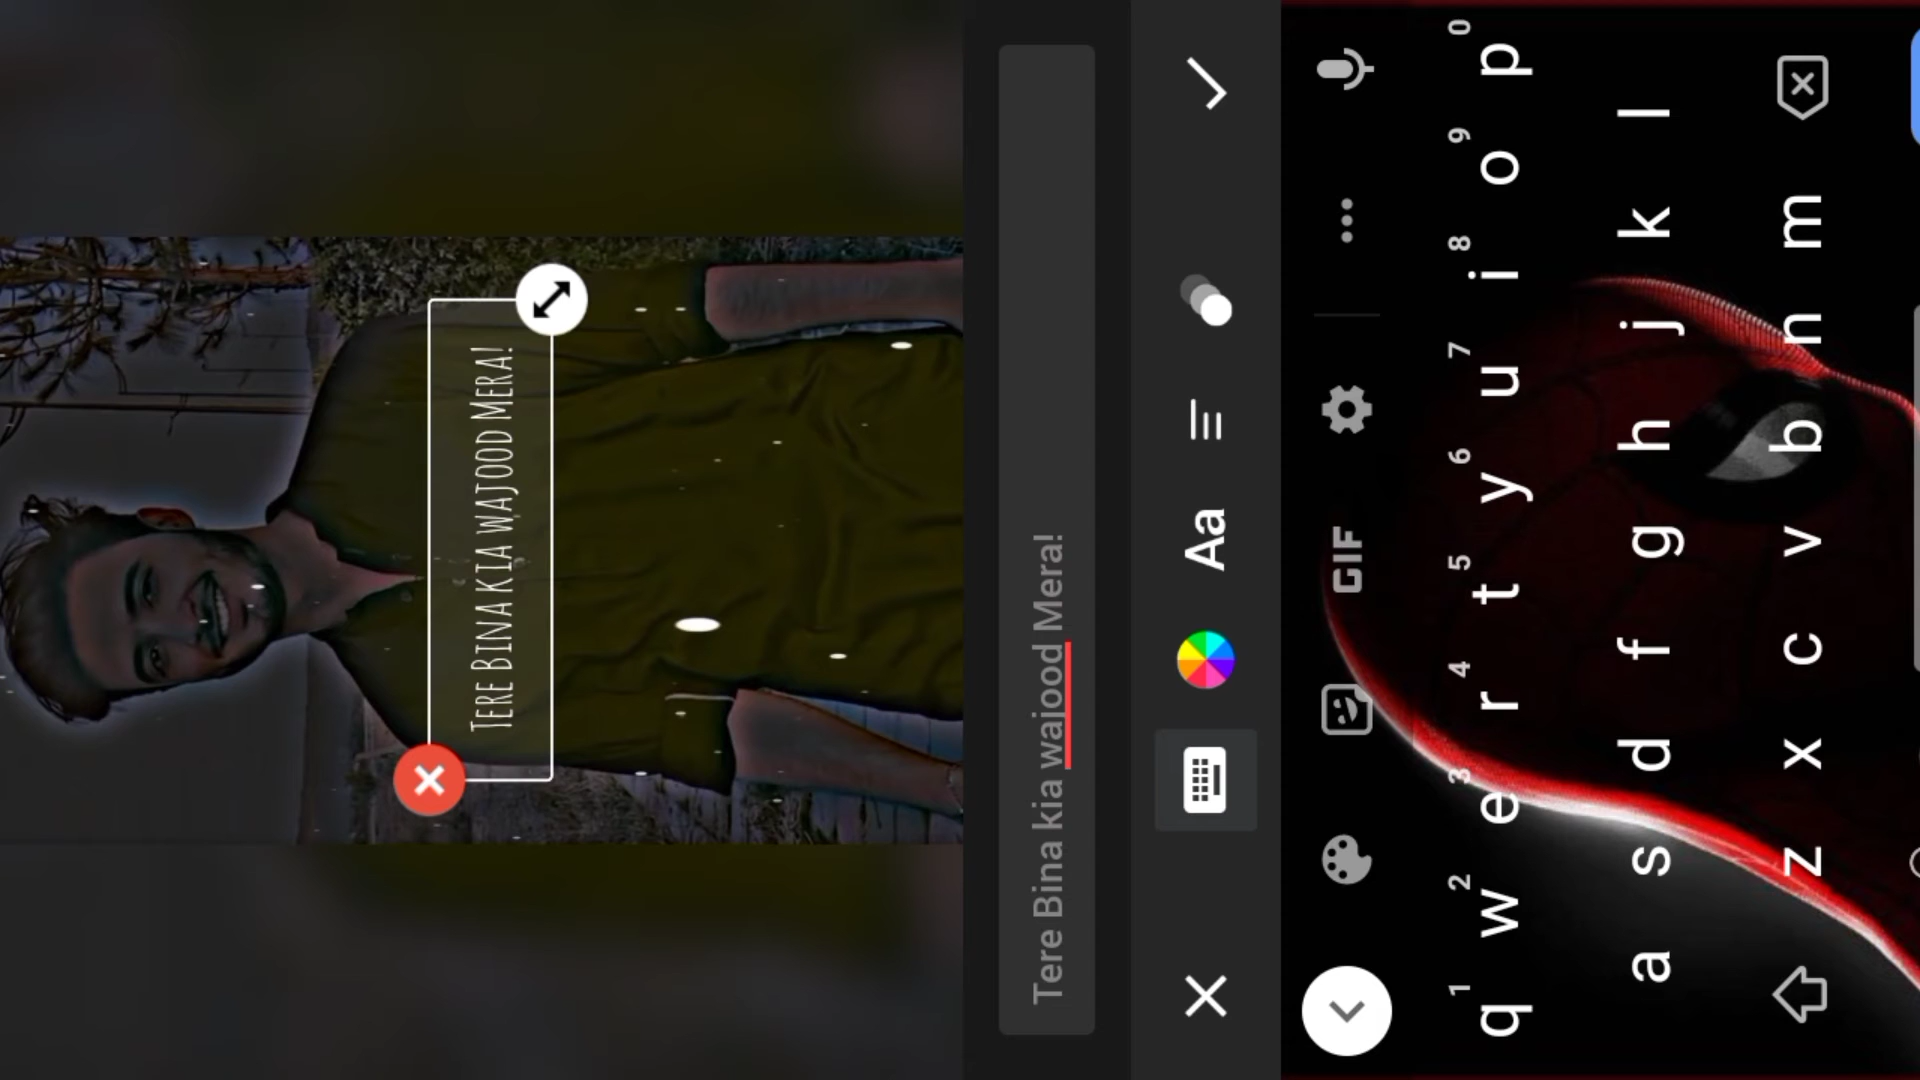 Tere Bina kia wajood Mera!
Tere Bina kia wajood Mera!
Aa
GIF
1 2 3 4 5 6 7 8 9 0
q w e r t y u i o p
a s d f g h j k l
z x c v b n m